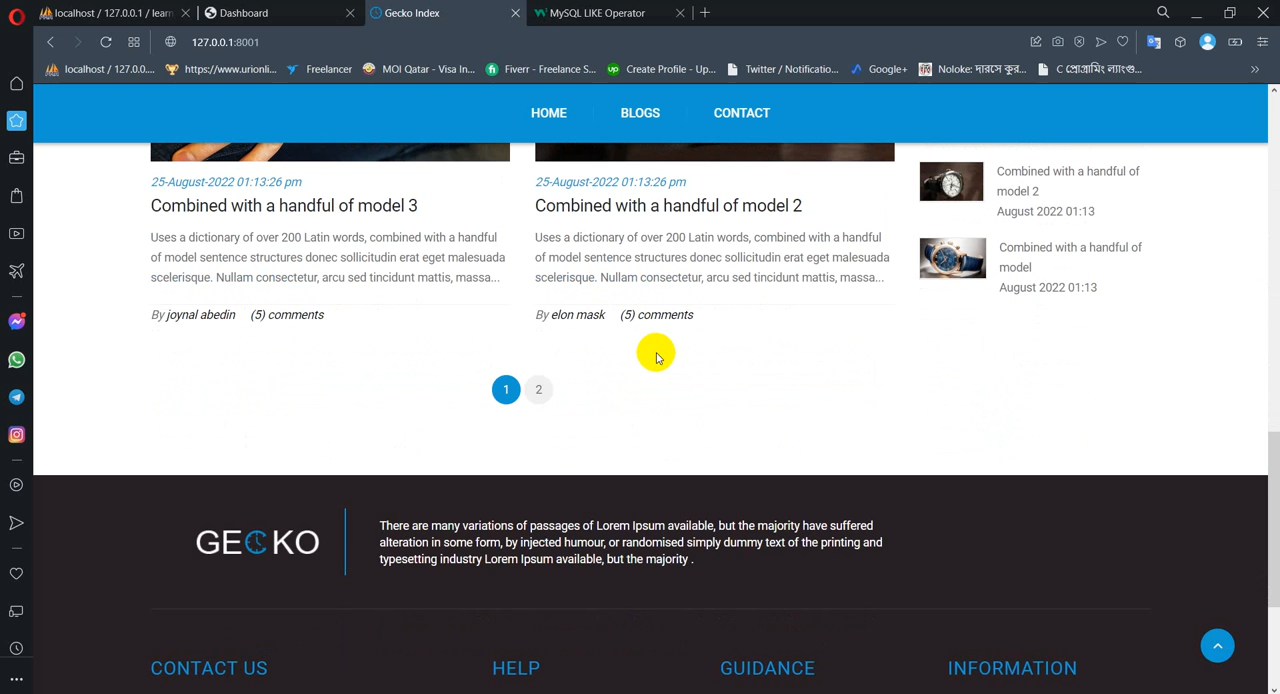 localhost / 127.0.0.1 / learn
Dashboard
Gecko Index
MySQL LIKE Operator
127.0.0.1:8001
localhost / 127.0.0....
https://www.urionli...
Freelancer
MOI Qatar - Visa In...
Fiverr - Freelance S...
Create Profile - Up...
Twitter / Notificatio...
Google+
Noloke: দারসে কুর...
C প্রোগ্রামিং ল্যাংগু...
HOME
BLOGS
CONTACT
25-August-2022 01:13:26 pm
Combined with a handful of model 3
Uses a dictionary of over 200 Latin words, combined with a handful
of model sentence structures donec sollicitudin erat eget malesuada
scelerisque. Nullam consectetur, arcu sed tincidunt mattis, massa...
By joynal abedin (5) comments
25-August-2022 01:13:26 pm
Combined with a handful of model 2
Uses a dictionary of over 200 Latin words, combined with a handful
of model sentence structures donec sollicitudin erat eget malesuada
scelerisque. Nullam consectetur, arcu sed tincidunt mattis, massa...
By elon mask (5) comments
Combined with a handful of
model 2
August 2022 01:13
Combined with a handful of
model
August 2022 01:13
1 2
GECKO
There are many variations of passages of Lorem Ipsum available, but the majority have suffered
alteration in some form, by injected humour, or randomised simply dummy text of the printing and
typesetting industry Lorem Ipsum available, but the majority .
CONTACT US
HELP
GUIDANCE
INFORMATION